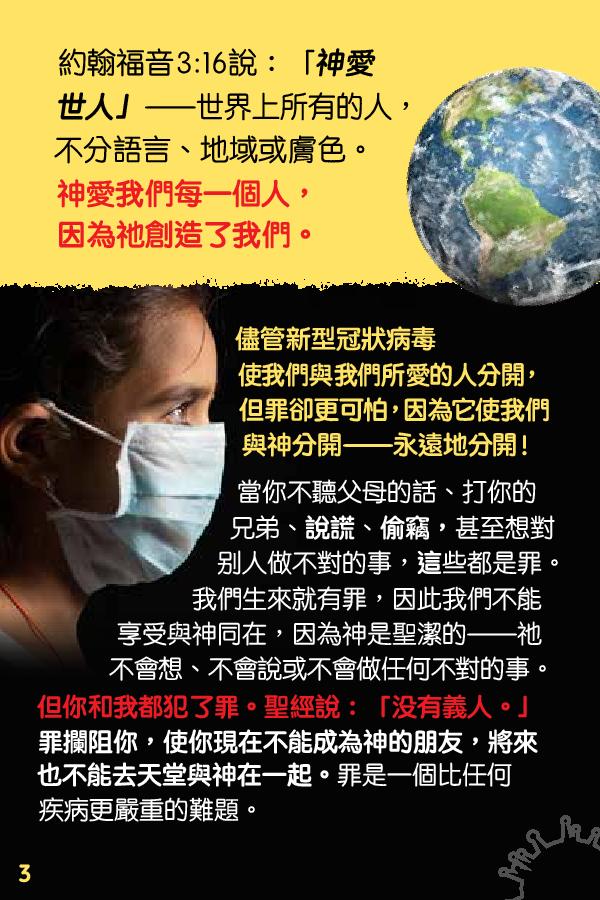 約翰福音3:16說：「神愛
世人」——世界上所有的人，
不分語言、地域或膚色。
神愛我們每一個人，
因為祂創造了我們。
儘管新型冠狀病毒
使我們與我們所愛的人分開，
但罪卻更可怕，因為它使我們
與神分開——永遠地分開！
當你不聽父母的話、打你的
兄弟、說謊、偷竊，甚至想對
别人做不對的事，這些都是罪。
我們生來就有罪，因此我們不能
享受與神同在，因為神是聖潔的——祂
不會想、不會說或不會做任何不對的事。
但你和我都犯了罪。聖經說：「没有義人。」
罪攔阻你，使你現在不能成為神的朋友，將來
也不能去天堂與神在一起。罪是一個比任何
疾病更嚴重的難題。
3